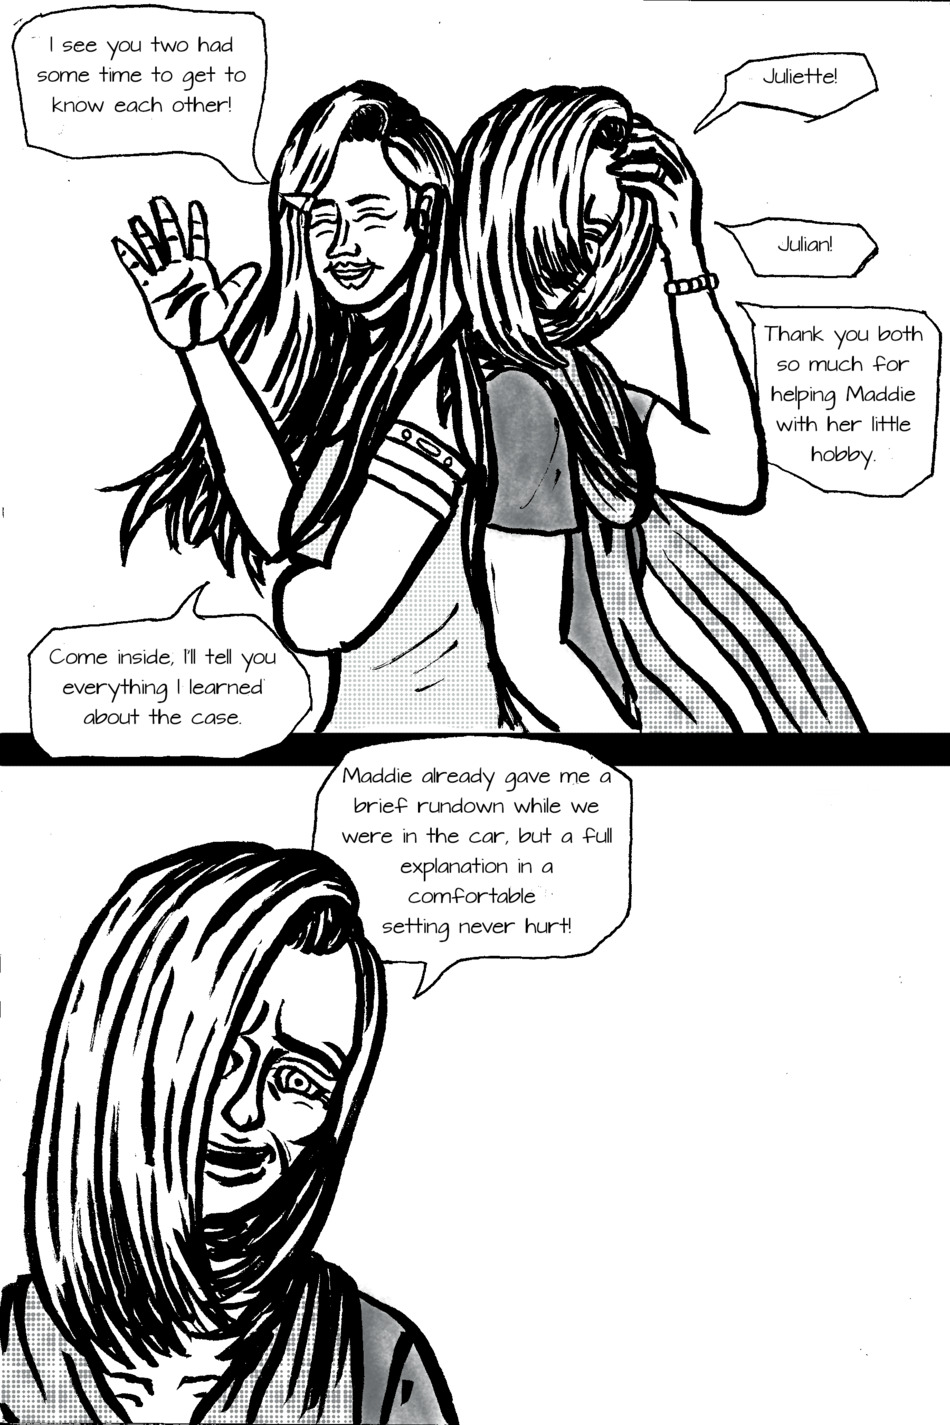 I see you two had
some time to get to
know each other!
Juliette!
Julian!
Thank you both
so much for
helping Maddie
with her little
hobby.
Come inside, I'll tell you
everything I learned
about the case.
Maddie already gave me a
brief rundown while we
were in the car, but a full
explanation in a
comfortable
setting never hurt!